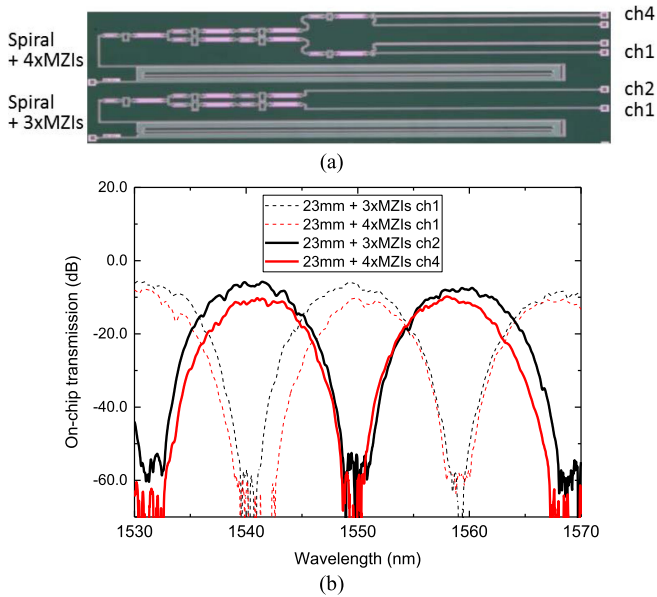 ch4
Spiral
+ 4xMZIs
ch1
ch2
Spiral
+ 3xMZIs
ch1
(a)
20.0
23mm + 3xMZIs ch1
23mm + 4xMZIs ch1
23mm + 3xMZIs ch2
23mm + 4xMZIs ch4
0.0
-20.0
-40.0
-60.0
On-chip transmission (dB)
1530 1540 1550 1560 1570
Wavelength (nm)
(b)